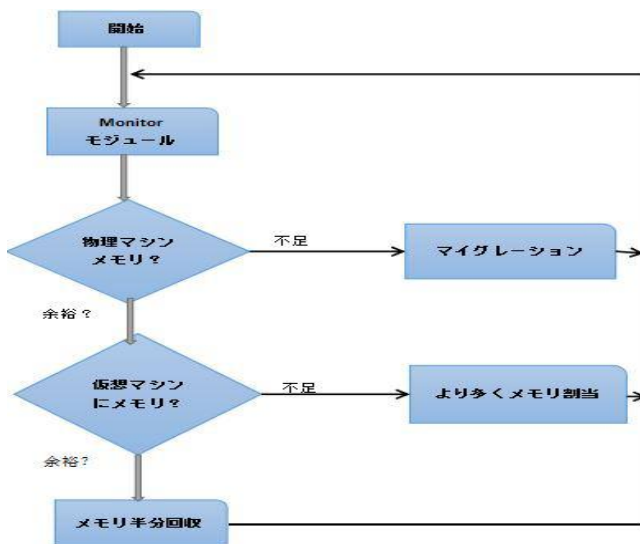 開始
Monitor
モジュール
物理マシン
メモリ?
不足
マイグレーション
余裕?
仮想マシン
にメモリ?
不足
より多くメモリ割当
余裕?
メモリ半分回収